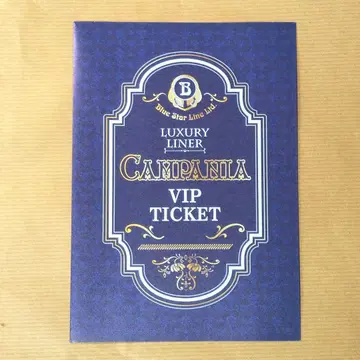 B
Blue Star Line Ltd.
LUXURY
LINER
CAMPANIA
VIP
TICKET